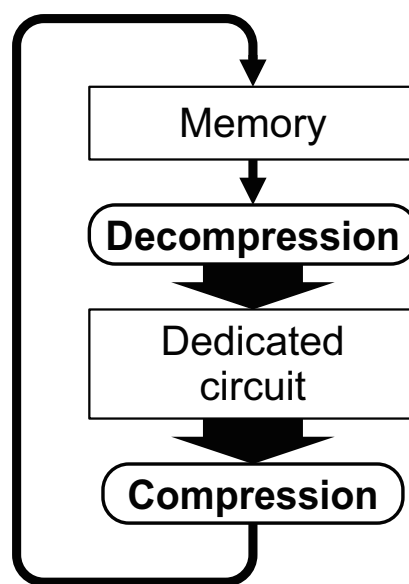 Memory
Decompression
Dedicated
circuit
Compression